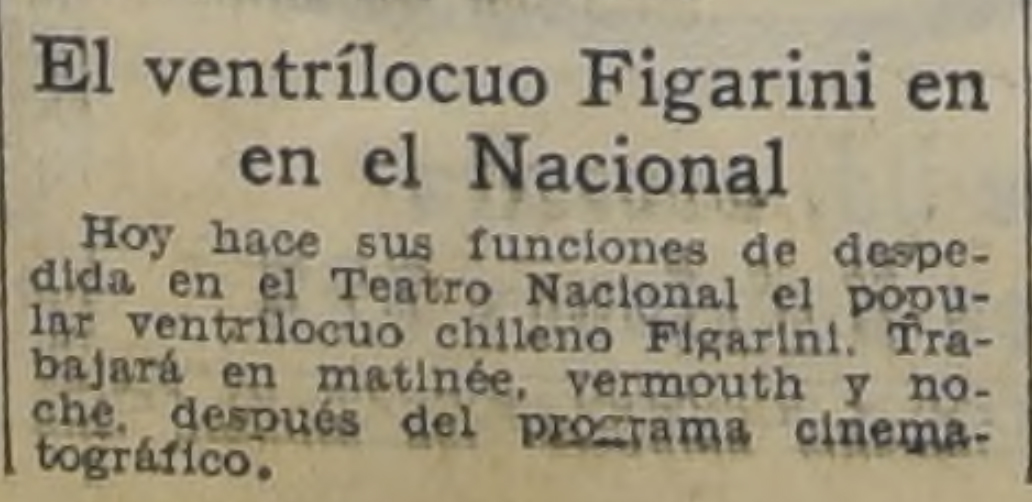 El ventrílocuo Figarini en
en el Nacional
Hoy hace sus funciones de despe-
dida en el Teatro Nacional el popu-
lar ventrílocuo chileno Figarini. Tra-
bajará en matinée, vermouth y no-
che, después del programa cinema-
tográfico.